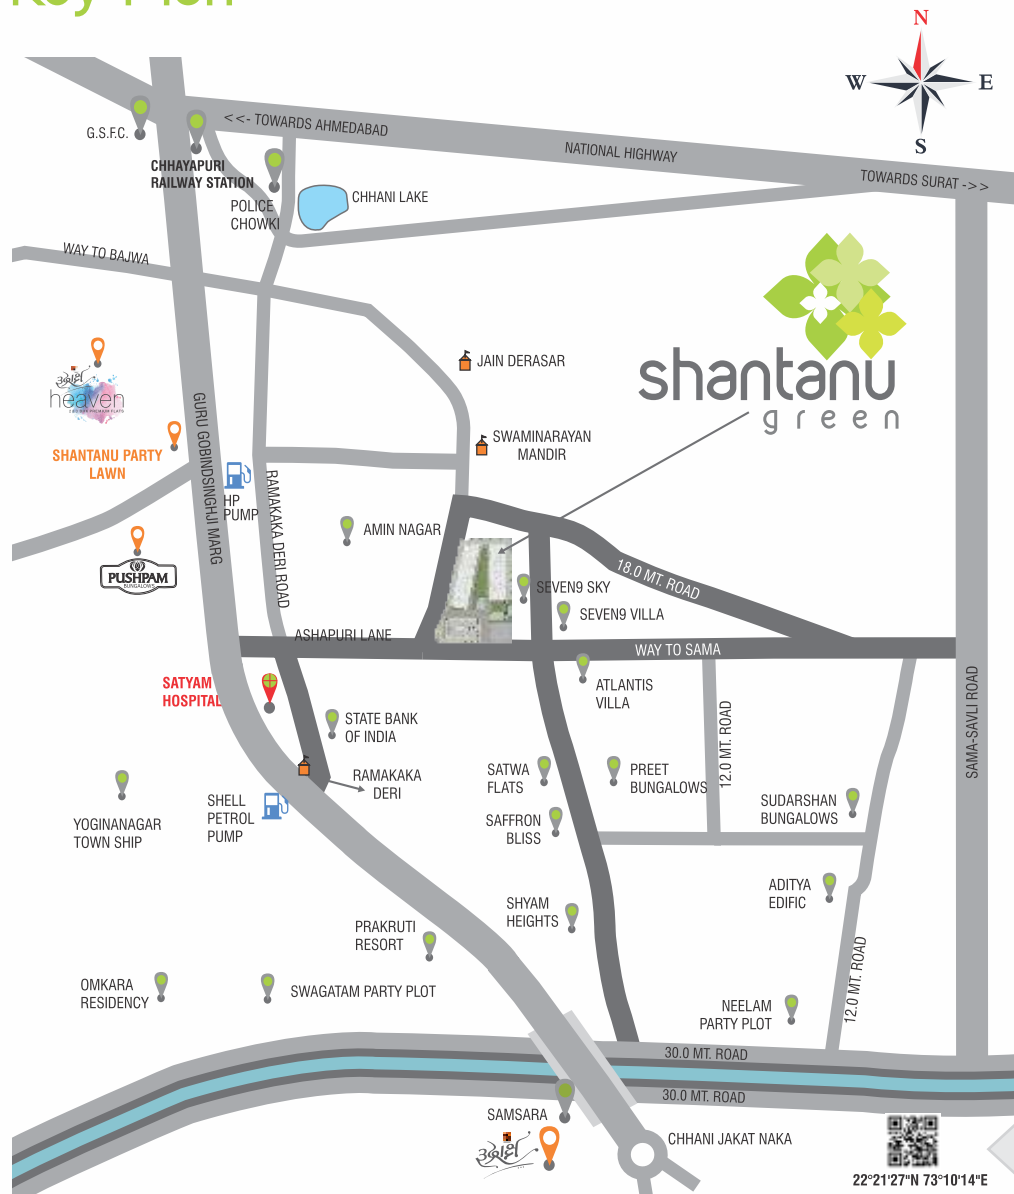 Key Plan
N
W
E
S
<<- TOWARDS AHMEDABAD
NATIONAL HIGHWAY
TOWARDS SURAT ->>
G.S.F.C.
CHHAYAPURI
RAILWAY STATION
POLICE
CHOWKI
CHHANI LAKE
WAY TO BAJWA
shantanu
green
JAIN DERASAR
SWAMINARAYAN
MANDIR
heaven
SHANTANU PARTY
LAWN
GURU GOBINDSINGHJI MARG
HP
PUMP
RAMAKAKA DERI ROAD
AMIN NAGAR
PUSHPAM
BUNGALOWS
18.0 MT. ROAD
SEVEN9 SKY
SEVEN9 VILLA
ASHAPURI LANE
WAY TO SAMA
SATYAM
HOSPITAL
ATLANTIS
VILLA
STATE BANK
OF INDIA
12.0 MT. ROAD
SAMA-SAVLI ROAD
RAMAKAKA
DERI
SATWA
FLATS
PREET
BUNGALOWS
SHELL
PETROL
PUMP
YOGINANAGAR
TOWN SHIP
SAFFRON
BLISS
SUDARSHAN
BUNGALOWS
ADITYA
EDIFIC
SHYAM
HEIGHTS
PRAKRUTI
RESORT
OMKARA
RESIDENCY
SWAGATAM PARTY PLOT
NEELAM
PARTY PLOT
12.0 MT. ROAD
30.0 MT. ROAD
30.0 MT. ROAD
SAMSARA
CHHANI JAKAT NAKA
22°21'27"N 73°10'14"E